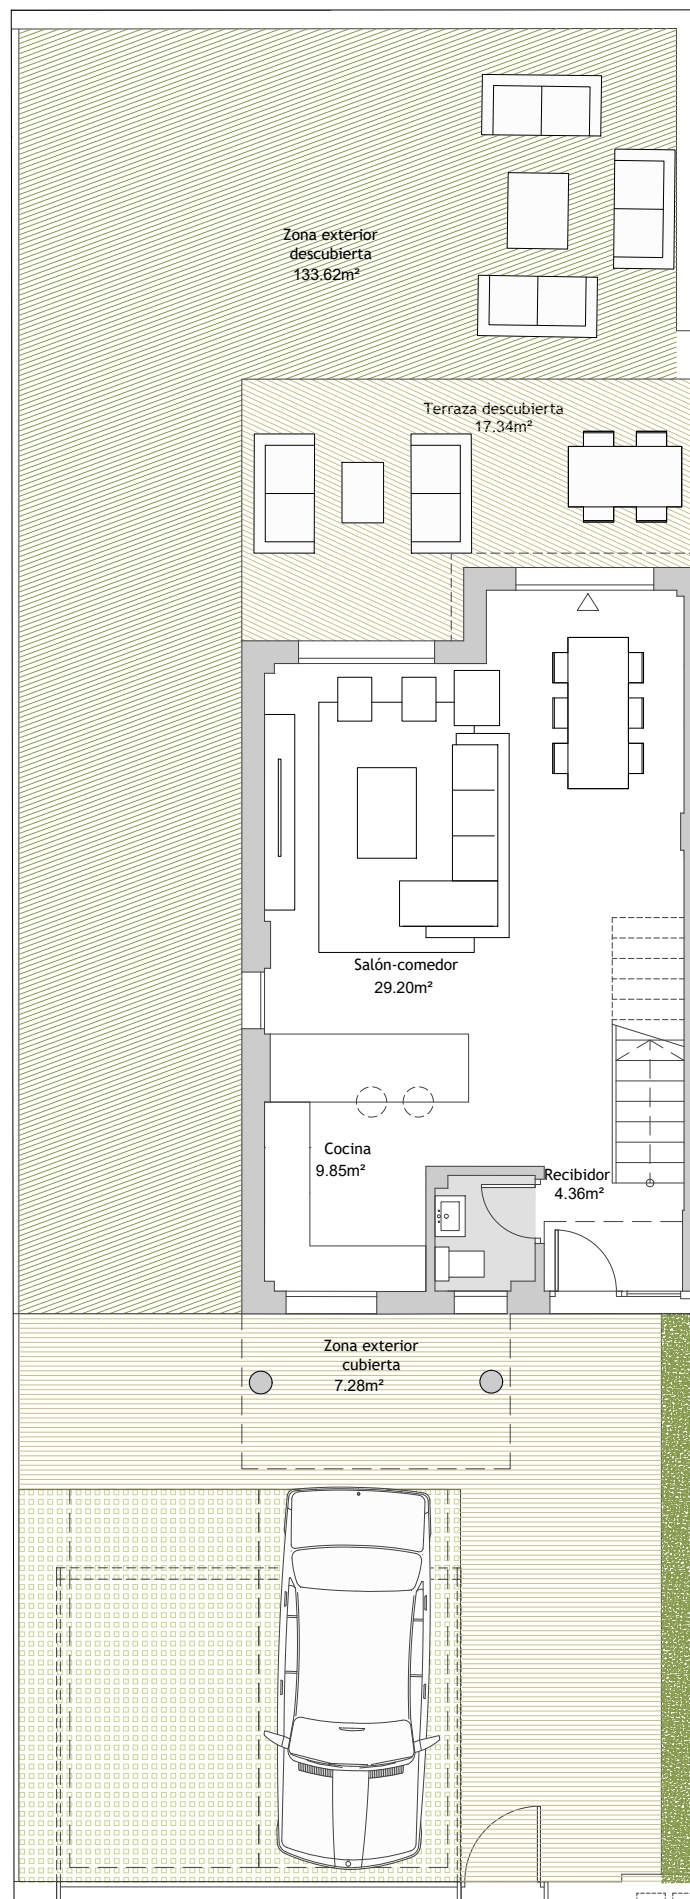 Zona exterior
descubierta
133.62m²
Terraza descubierta
17.34m²
Salón-comedor
29.20m²
Cocina
9.85m²
Recibidor
4.36m²
Zona exterior
cubierta
7.28m²